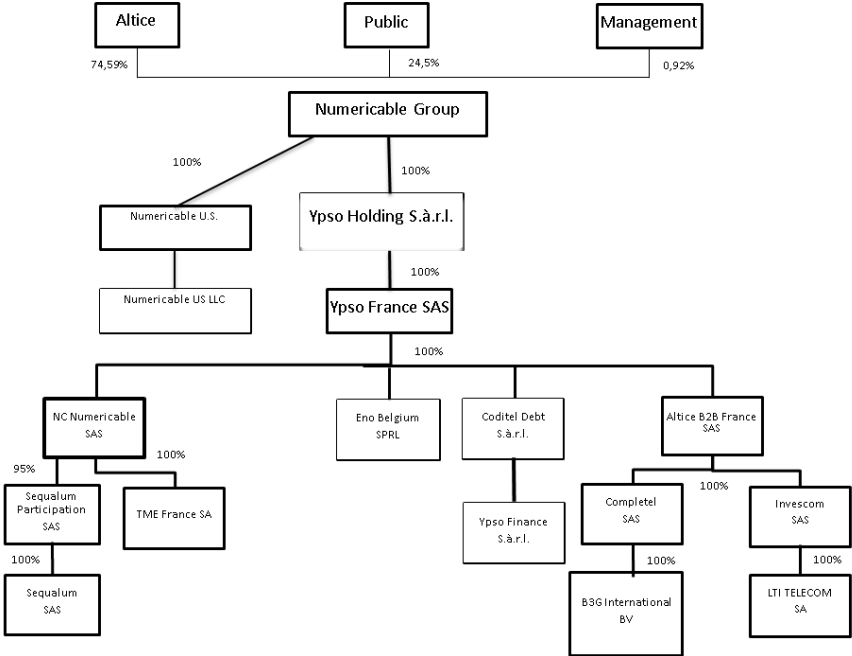 Altice
Public
Management
74,59%
24,5%
0,92%
Numericable Group
100%
100%
Numericable U.S.
Ypso Holding S.à.r.l.
100%
Numericable US LLC
Ypso France SAS
100%
NC Numericable
SAS
Eno Belgium
SPRL
Coditel Debt
S.à.r.l.
Altice B2B France
SAS
95%
100%
100%
Sequalum
Participation
SAS
TME France SA
Ypso Finance
S.à.r.l.
Completel
SAS
Invescom
SAS
100%
100%
100%
Sequalum
SAS
B3G International
BV
LTI TELECOM
SA